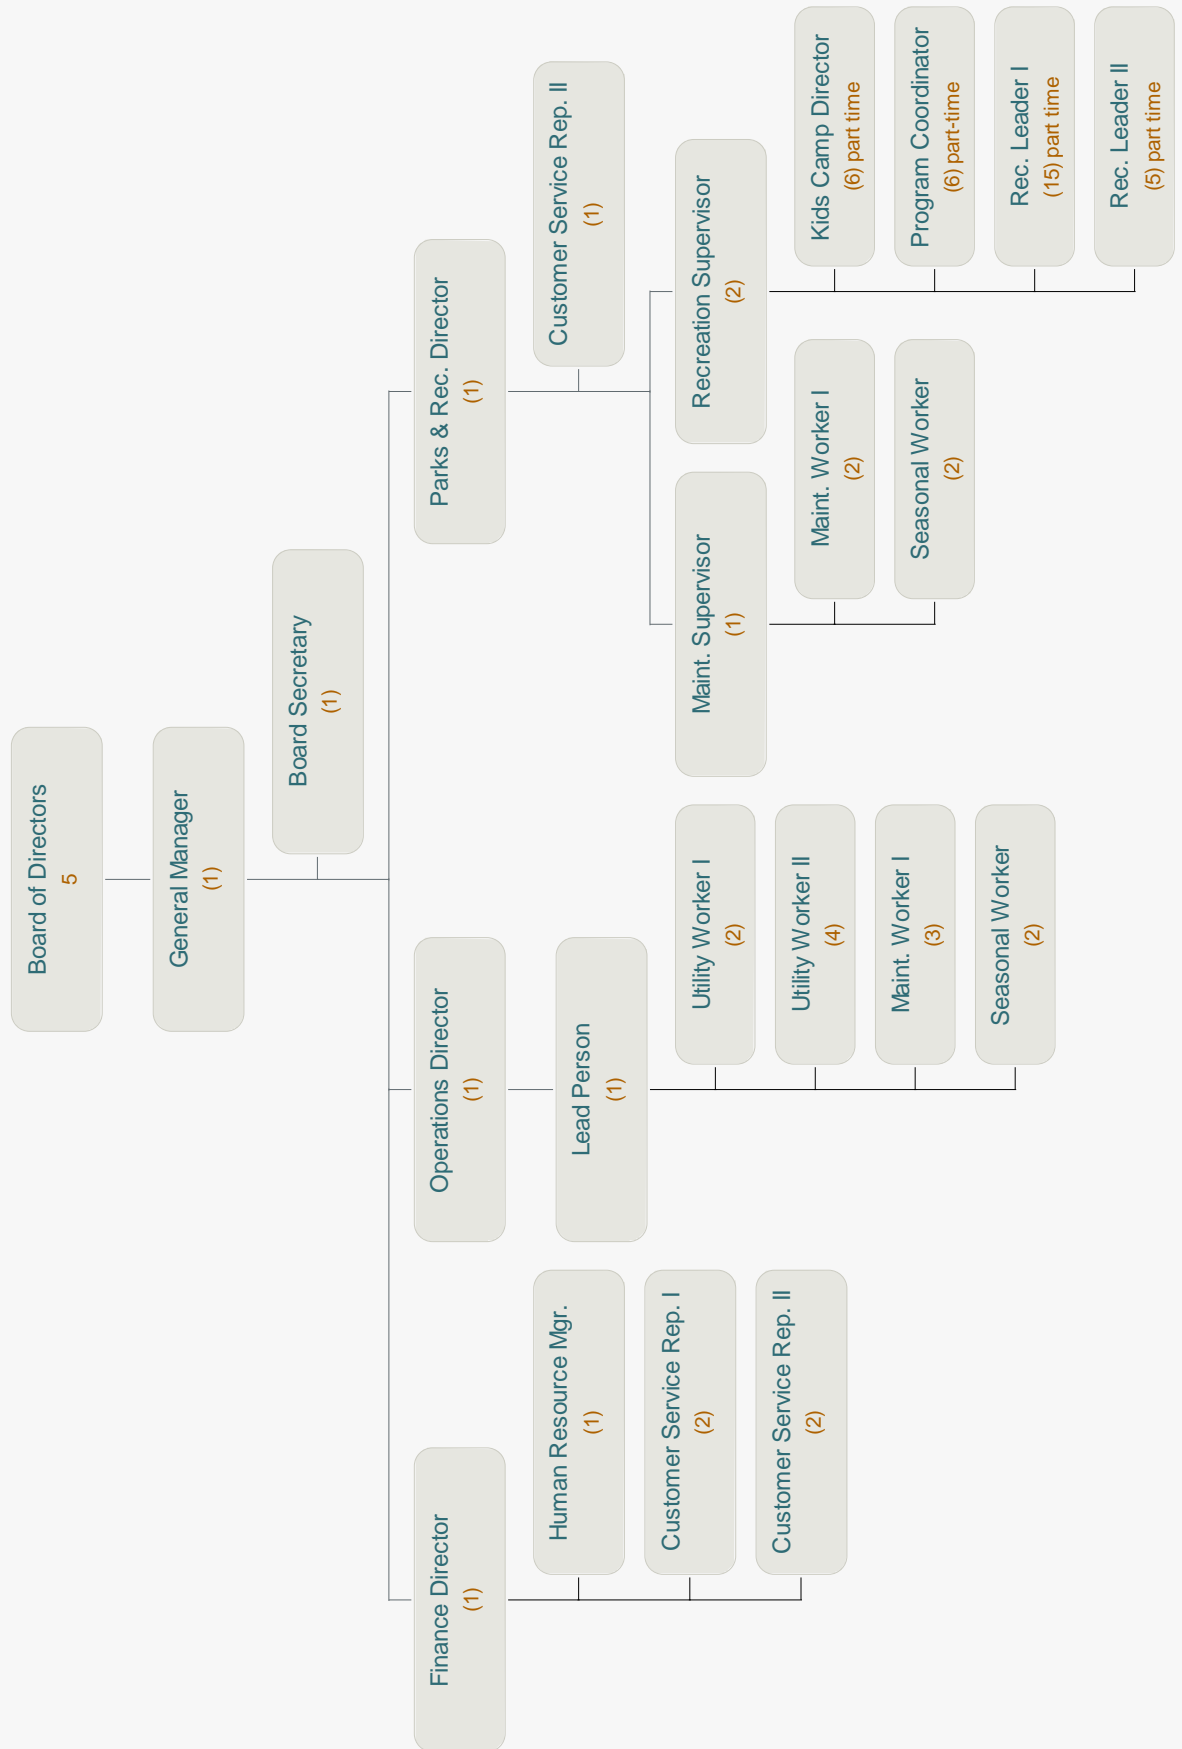 Board of Directors
5
General Manager
(1)
Board Secretary
(1)
Finance Director
(1)
Human Resource Mgr.
(1)
Customer Service Rep. I
(2)
Customer Service Rep. II
(2)
Operations Director
(1)
Lead Person
(1)
Utility Worker I
(2)
Utility Worker II
(4)
Maint. Worker I
(3)
Seasonal Worker
(2)
Parks & Rec. Director
(1)
Customer Service Rep. II
(1)
Maint. Supervisor
(1)
Maint. Worker I
(2)
Seasonal Worker
(2)
Recreation Supervisor
(2)
Kids Camp Director
(6) part time
Program Coordinator
(6) part-time
Rec. Leader I
(15) part time
Rec. Leader II
(5) part time